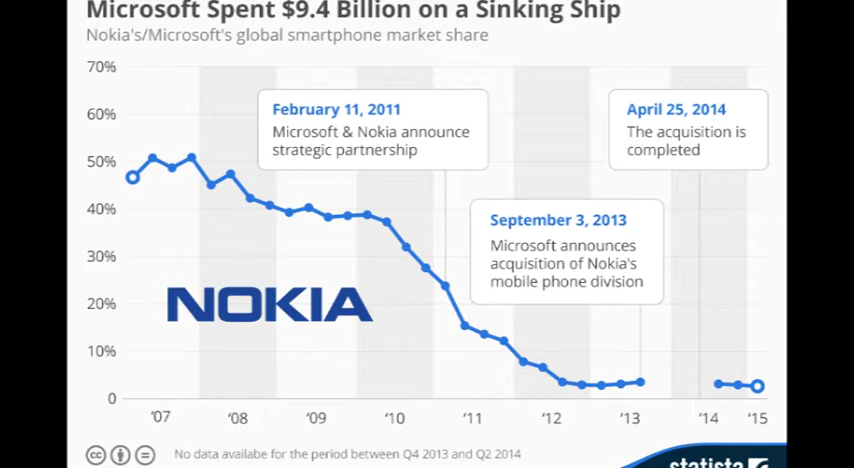 Microsoft Spent $9.4 Billion on a Sinking Ship
Nokia's/Microsoft's global smartphone market share
70%
60%
50%
40%
30%
20%
10%
0
February 11, 2011
Microsoft & Nokia announce
strategic partnership
April 25, 2014
The acquisition is
completed
September 3, 2013
Microsoft announces
acquisition of Nokia's
mobile phone division
NOKIA
'07 '08 '09 '10 '11 '12 '13 '14 '15
cc
No data availabe for the period between Q4 2013 and Q2 2014
statista